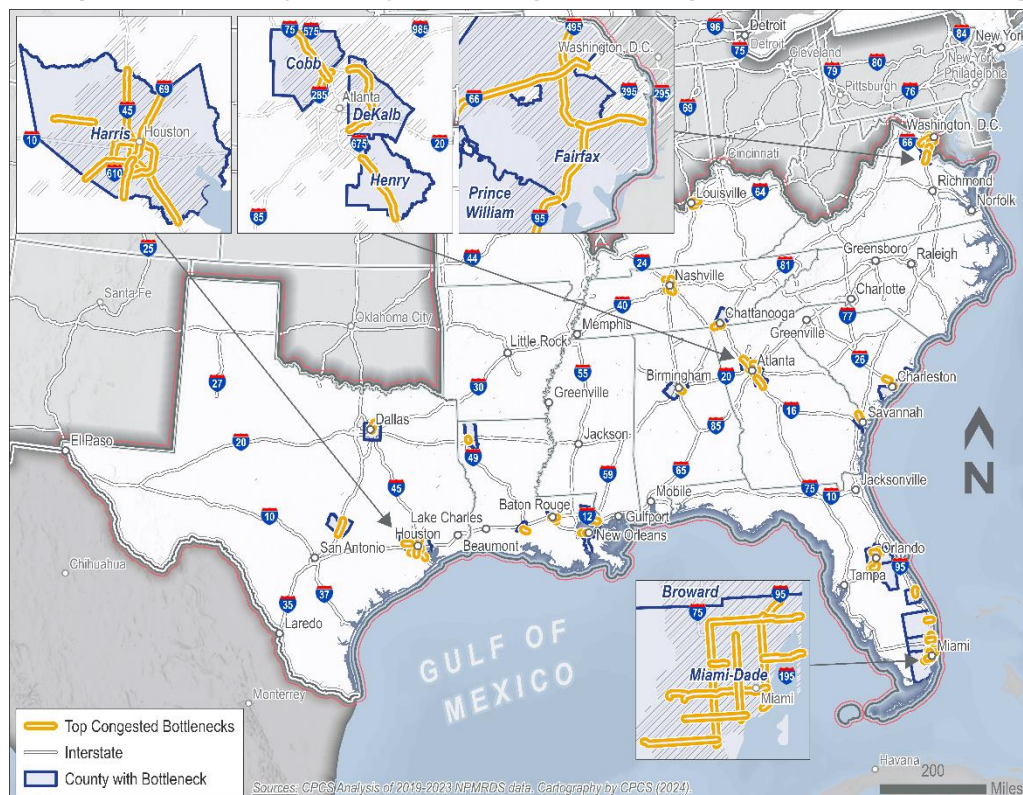 75
575
985
Cobb
285
Atlanta
DeKalb
675
20
Henry
85
69
45
10
Harris
Houston
610
495
Washington, D.C.
66
395
295
Fairfax
Prince
William
95
96
Detroit
75
Detroit
Cleveland
84
New York
New York
80
79
Philadelphia
Pittsburgh
76
69
Washington, D.C.
66
Cincinnati
Richmond
Louisville
64
Norfolk
25
44
24
81
Greensboro
Raleigh
Nashville
Santa Fe
40
Charlotte
Oklahoma City
Chattanooga
Memphis
Greenville
77
Little Rock
26
Atlanta
27
30
55
Birmingham
20
Charleston
Greenville
16
Dallas
85
Savannah
El Paso
20
49
Jackson
45
59
65
Jacksonville
75
10
10
Baton Rouge
Mobile
Lake Charles
12
Gulfport
Houston
New Orleans
San Antonio
Beaumont
Orlando
Chihuahua
95
37
Tampa
35
Laredo
Broward
95
75
GULF OF
MEXICO
Miami
Miami-Dade
195
Miami
Monterrey
N
Top Congested Bottlenecks
Interstate
County with Bottleneck
Havana
200
Miles
Sources: CPCS Analysis of 2019-2023 NPMRDS data. Cartography by CPCS (2024).